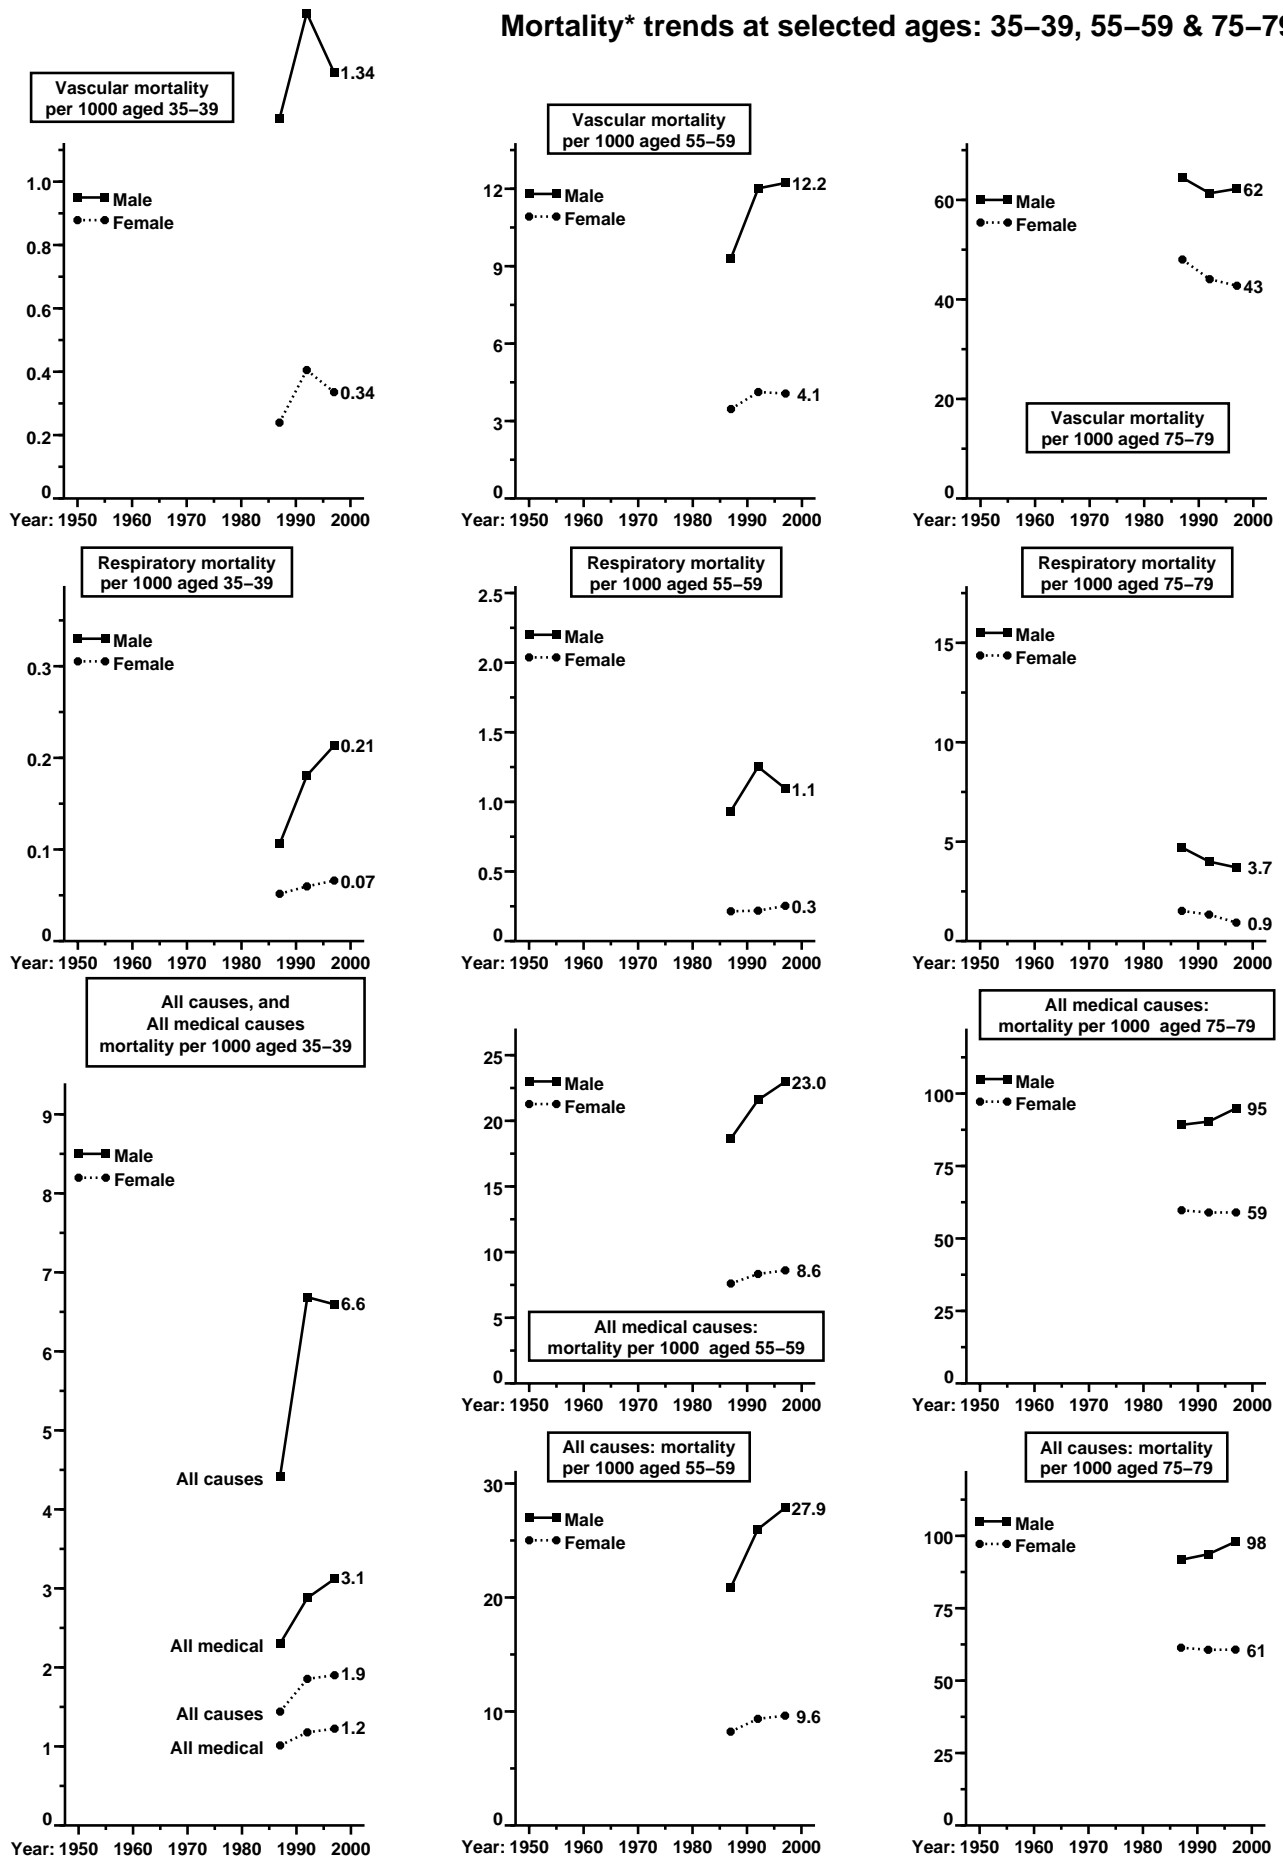 Mortality* trends at selected ages: 35–39, 55–59 & 75–79
Vascular mortality
per 1000 aged 35–39
1.34
1.0
0.8
0.6
0.4
0.2
0
Male
Female
0.34
Year: 1950 1960 1970 1980 1990 2000
Vascular mortality
per 1000 aged 55–59
12
9
6
3
0
Male
Female
12.2
4.1
Year: 1950 1960 1970 1980 1990 2000
60
40
20
0
Male
Female
62
43
Vascular mortality
per 1000 aged 75–79
Year: 1950 1960 1970 1980 1990 2000
Respiratory mortality
per 1000 aged 35–39
0.3
0.2
0.1
0
Male
Female
0.21
0.07
Year: 1950 1960 1970 1980 1990 2000
Respiratory mortality
per 1000 aged 55–59
2.5
2.0
1.5
1.0
0.5
0
Male
Female
1.1
0.3
Year: 1950 1960 1970 1980 1990 2000
Respiratory mortality
per 1000 aged 75–79
15
10
5
0
Male
Female
3.7
0.9
Year: 1950 1960 1970 1980 1990 2000
All causes, and
All medical causes
mortality per 1000 aged 35–39
9
8
7
6
5
4
3
2
1
0
Male
Female
6.6
All causes
3.1
All medical
1.9
All causes
1.2
All medical
Year: 1950 1960 1970 1980 1990 2000
25
20
15
10
5
0
Male
Female
23.0
8.6
All medical causes:
mortality per 1000 aged 55–59
Year: 1950 1960 1970 1980 1990 2000
All medical causes:
mortality per 1000 aged 75–79
100
75
50
25
0
Male
Female
95
59
Year: 1950 1960 1970 1980 1990 2000
All causes: mortality
per 1000 aged 55–59
30
20
10
0
Male
Female
27.9
9.6
Year: 1950 1960 1970 1980 1990 2000
All causes: mortality
per 1000 aged 75–79
100
75
50
25
0
Male
Female
98
61
Year: 1950 1960 1970 1980 1990 2000